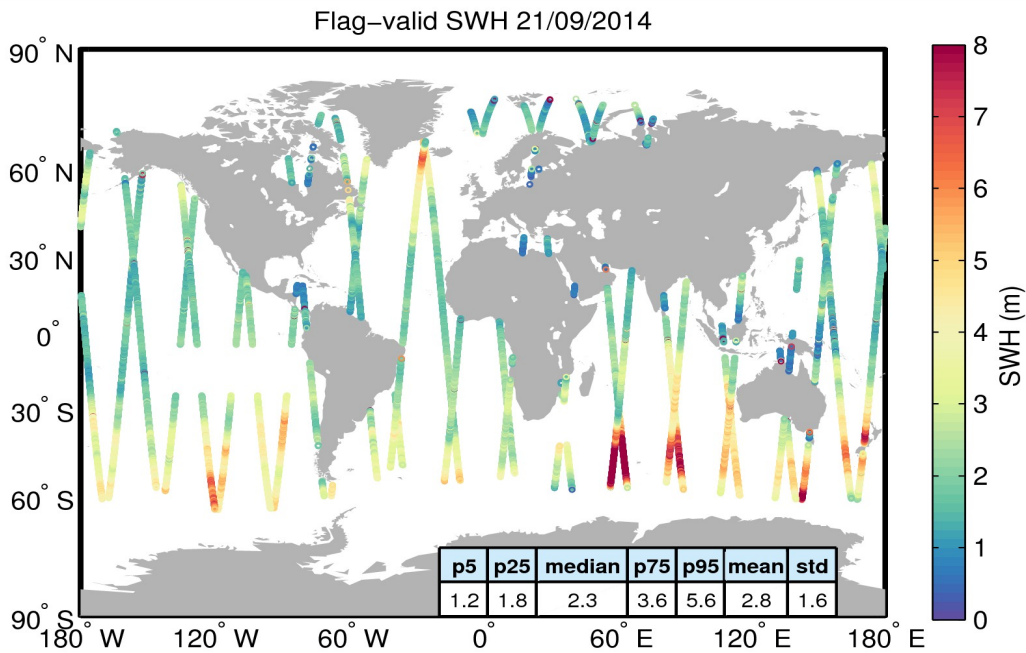 Flag−valid SWH 21/09/2014
90° N
60° N
30° N
0°
30° S
60° S
90° S
180° W
120° W
60° W
0°
60° E
120° E
180° E
p5 p25 median p75 p95 mean std
1.2 1.8 2.3 3.6 5.6 2.8 1.6
8
7
6
5
4
3
2
1
0
SWH (m)